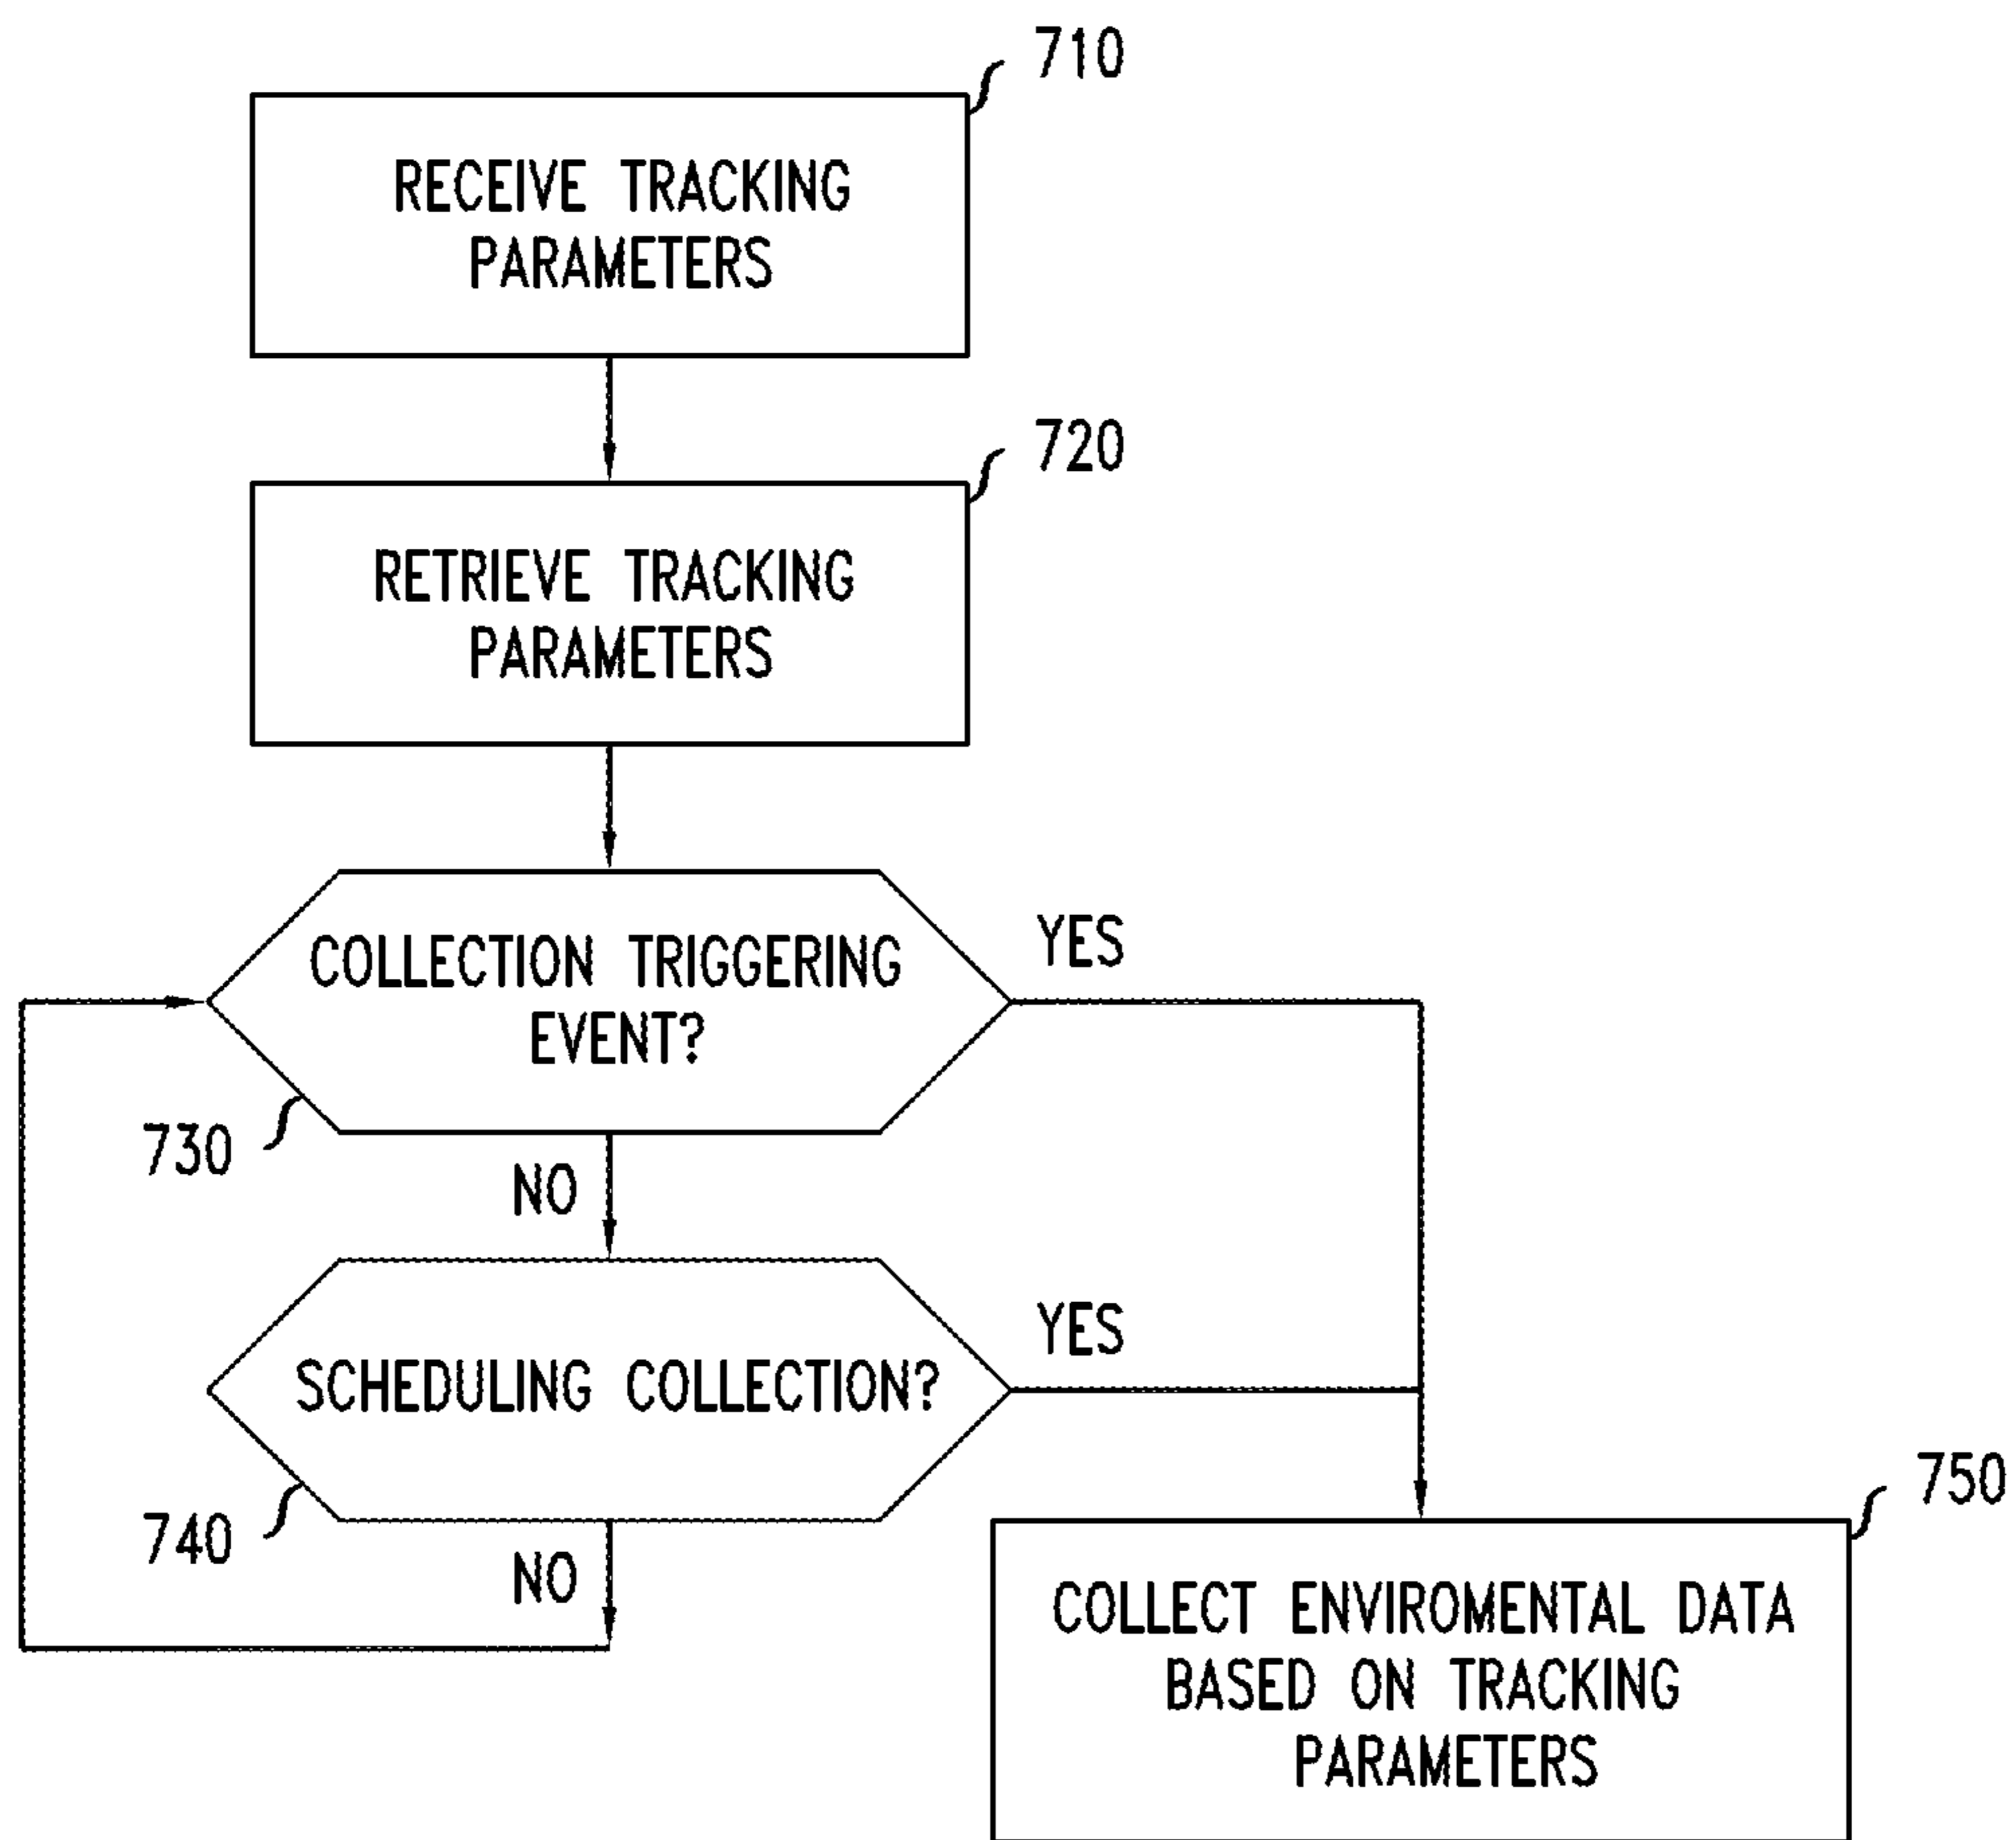 710
RECEIVE TRACKING
PARAMETERS
720
RETRIEVE TRACKING
PARAMETERS
COLLECTION TRIGGERING
EVENT?
YES
730
NO
SCHEDULING COLLECTION?
YES
740
NO
750
COLLECT ENVIROMENTAL DATA
BASED ON TRACKING
PARAMETERS